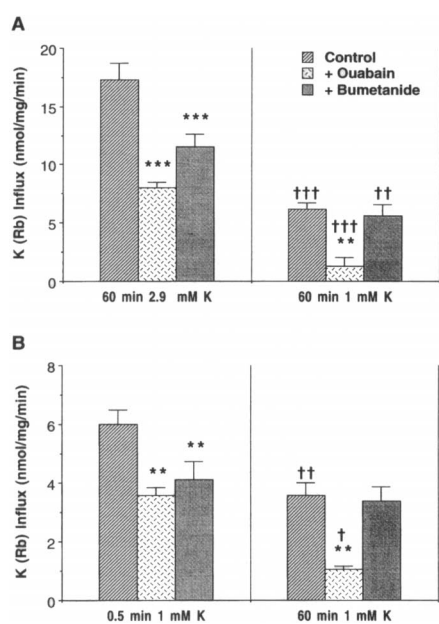 A
K (Rb) Influx (nmol/mg/min)
20
15
10
5
0
Control
+ Ouabain
+ Bumetanide
***
***
†††
†††
**
††
60 min 2.9 mM K
60 min 1 mM K
B
K (Rb) Influx (nmol/mg/min)
8
6
4
2
0
**
**
††
†
**
0.5 min 1 mM K
60 min 1 mM K